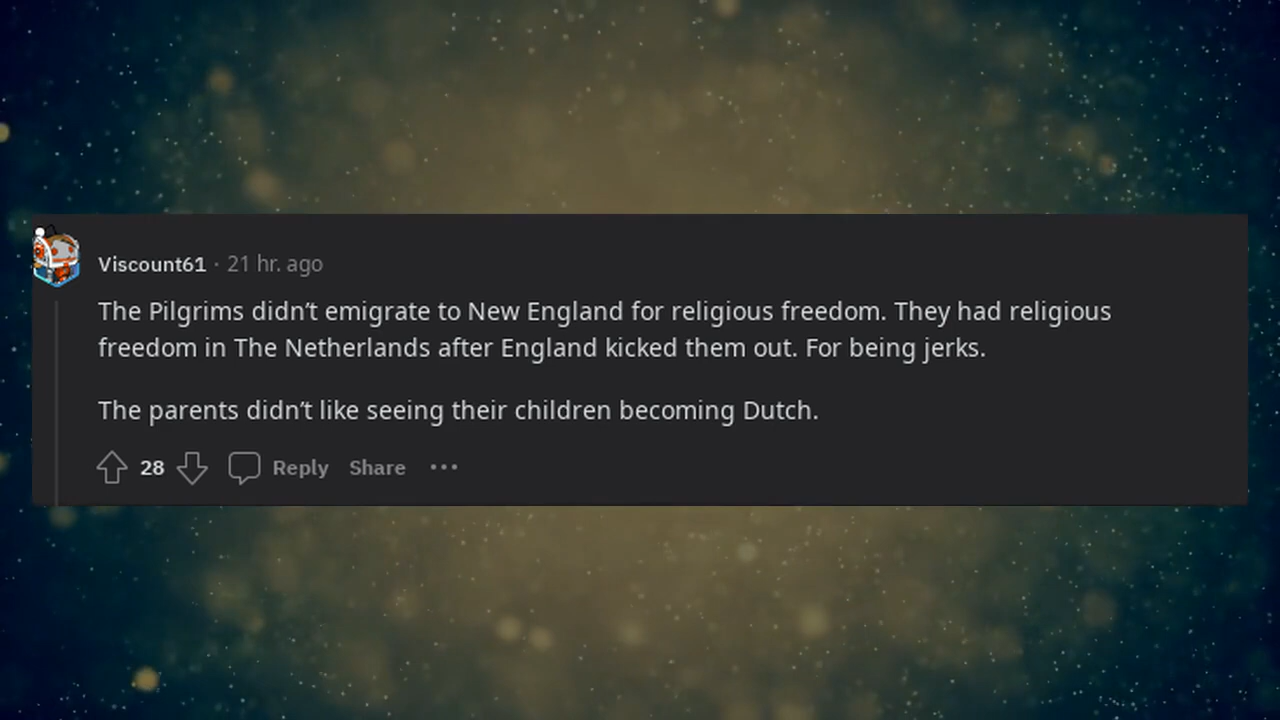 Viscount61 · 21 hr. ago
The Pilgrims didn’t emigrate to New England for religious freedom. They had religious
freedom in The Netherlands after England kicked them out. For being jerks.
The parents didn’t like seeing their children becoming Dutch.
28 Reply Share ···